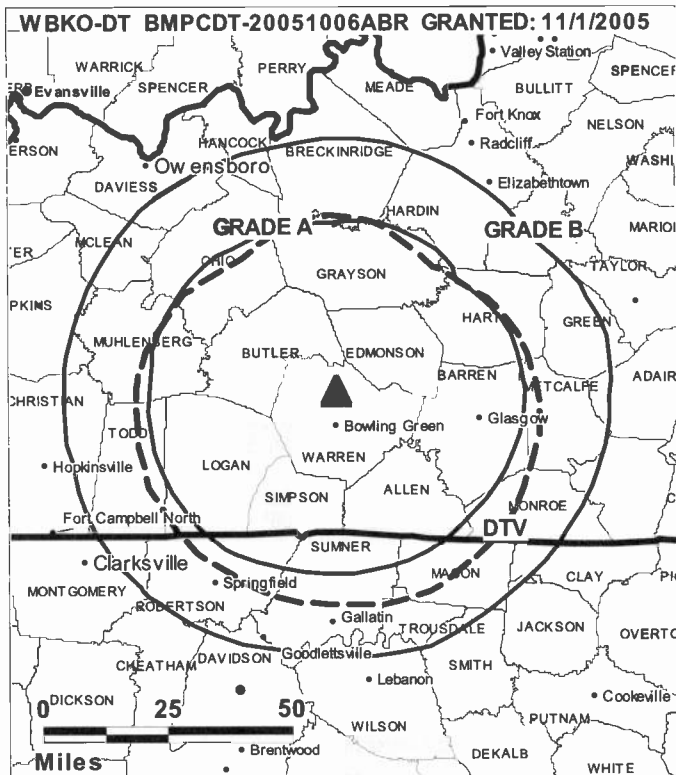 WBKO-DT BMPCDT-20051006ABR GRANTED: 11/1/2005
Valley Station
WARRICK
PERRY
SPENCER
SPENCER
MEADE
BULLITT
Evansville
Fort Knox
NELSON
HANCOCK
Radcliff
ERSON
BRECKINRIDGE
WASHI
Owensboro
DAVIESS
Elizabethtown
HARDIN
GRADE A
GRADE B
MARIO
MCLEAN
OHIO
TAYLOR
GRAYSON
PKINS
HART
GREEN
MUHLENBERG
BUTLER
EDMONSON
BARREN
METCALFE
ADAIR
CHRISTIAN
Glasgow
Bowling Green
TODD
WARREN
LOGAN
Hopkinsville
ALLEN
SIMPSON
MONROE
Fort Campbell North
DTV
SUMNER
Clarksville
MACON
CLAY
Springfield
MONTGOMERY
ROBERTSON
Gallatin
TROUSDALE
JACKSON
OVERTO
Goodlettsville
CHEATHAM
DAVIDSON
SMITH
Lebanon
DICKSON
Cookeville
0 25 50
PUTNAM
WILSON
Brentwood
DEKALB
Miles
WHITE